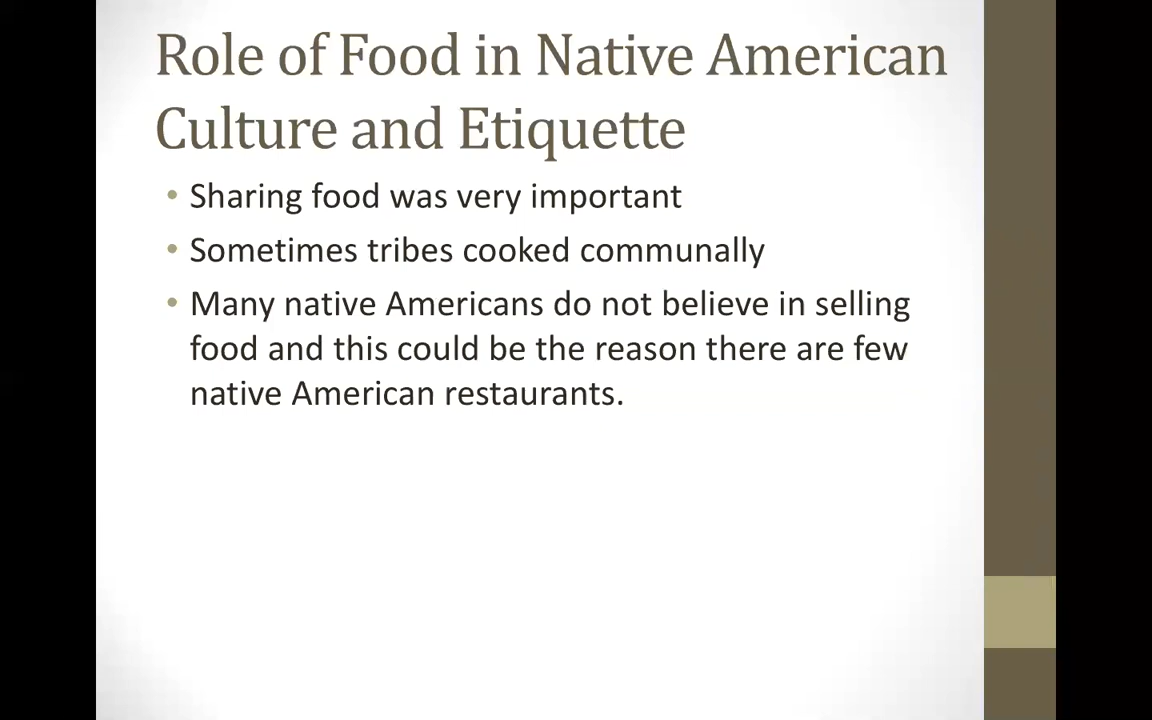 Role of Food in Native American
Culture and Etiquette
• Sharing food was very important
• Sometimes tribes cooked communally
• Many native Americans do not believe in selling
food and this could be the reason there are few
native American restaurants.